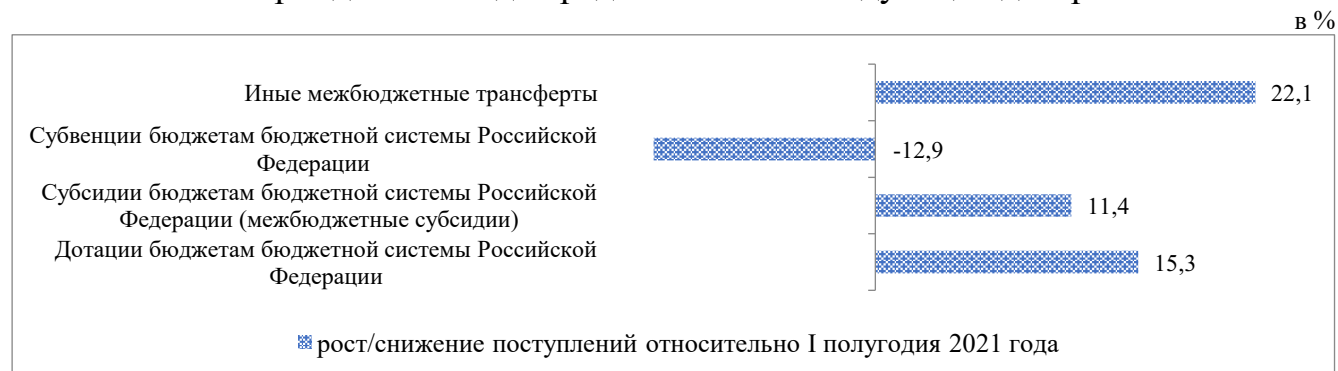 в %
Иные межбюджетные трансферты
22,1
Субвенции бюджетам бюджетной системы Российской
Федерации
-12,9
Субсидии бюджетам бюджетной системы Российской
Федерации (межбюджетные субсидии)
11,4
Дотации бюджетам бюджетной системы Российской
Федерации
15,3
рост/снижение поступлений относительно I полугодия 2021 года